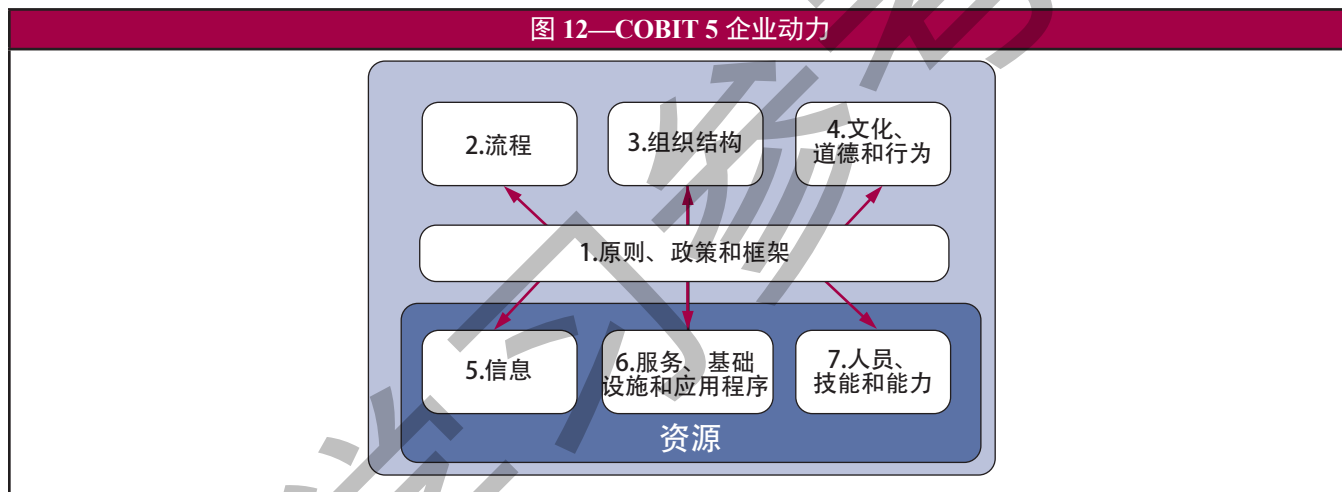 图 12—COBIT 5 企业动力
2.流程
3.组织结构
4.文化、
道德和行为
1.原则、政策和框架
5.信息
6.服务、基础
设施和应用程序
7.人员、
技能和能力
资源